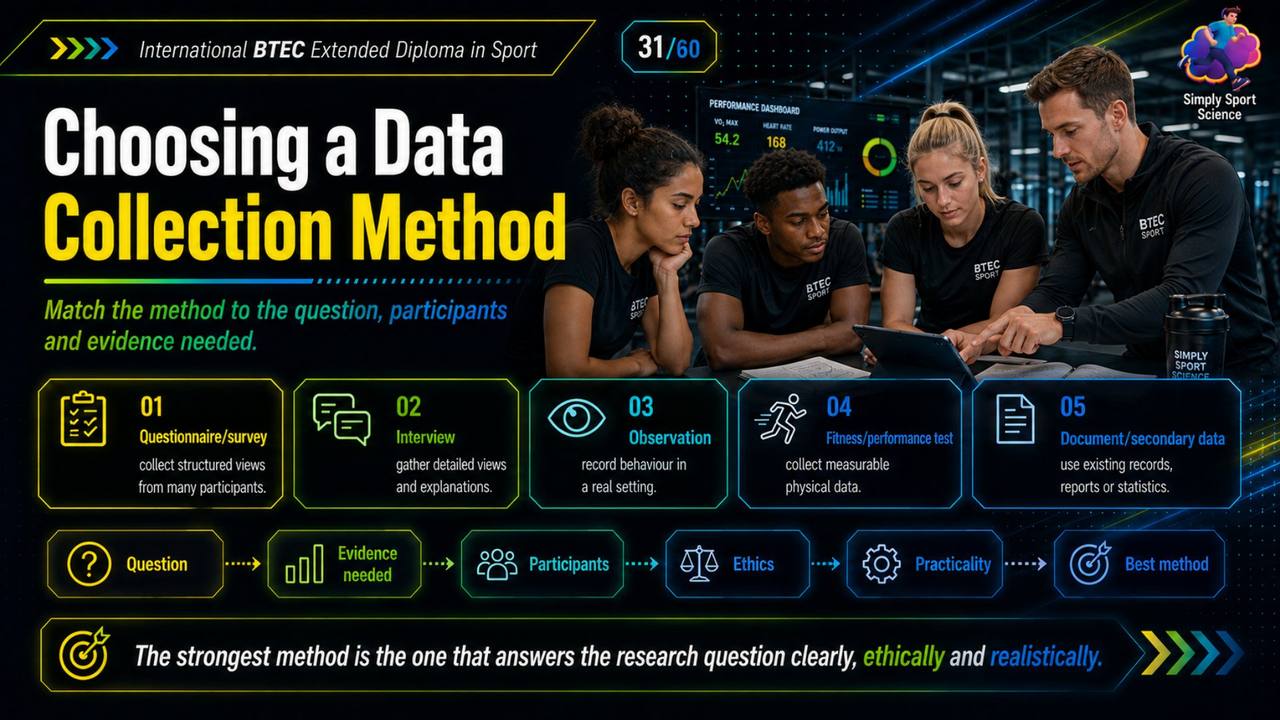 International BTEC Extended Diploma in Sport
31/60
Simply Sport
Science
Choosing a Data
Collection Method
Match the method to the question, participants
and evidence needed.
PERFORMANCE DASHBOARD
VO₂ MAX
54.2
HEART RATE
168
POWER OUTPUT
412 W
BTEC
SPORT
BTEC
SPORT
BTEC
SPORT
BTEC
SPORT
SIMPLY
SPORT
SCIENCE
01
Questionnaire/survey
collect structured views
from many participants.
02
Interview
gather detailed views
and explanations.
03
Observation
record behaviour in
a real setting.
04
Fitness/performance test
collect measurable
physical data.
05
Document/secondary data
use existing records,
reports or statistics.
Question
Evidence
needed
Participants
Ethics
Practicality
Best method
The strongest method is the one that answers the research question clearly, ethically and realistically.